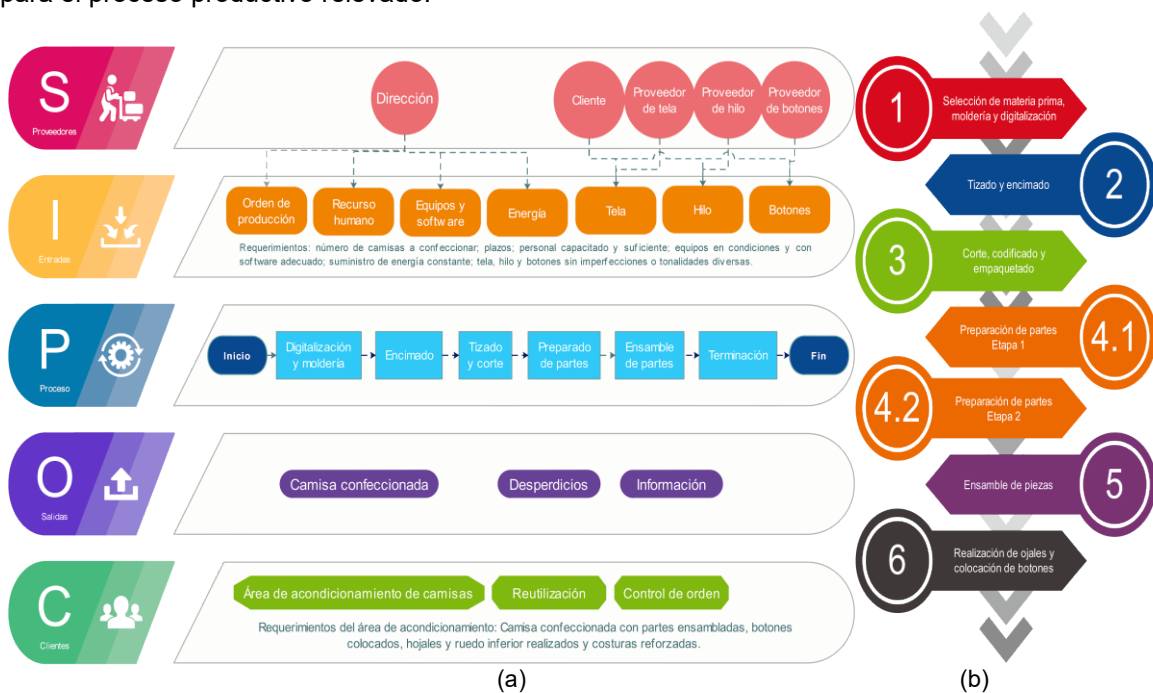 para el proceso productivo relevado.
S
Proveedores
Dirección
Cliente
Proveedor
de tela
Proveedor
de hilo
Proveedor
de botones
I
Entradas
Orden de
producción
Recurso
humano
Equipos y
software
Energía
Tela
Hilo
Botones
Requerimientos: número de camisas a confeccionar; plazos; personal capacitado y suficiente; equipos en condiciones y con
software adecuado; suministro de energía constante; tela, hilo y botones sin imperfecciones o tonalidades diversas.
P
Proceso
Inicio
Digitalización
y moldería
Encimado
Tizado
y corte
Preparado
de partes
Ensamble
de partes
Terminación
Fin
O
Salidas
Camisa confeccionada
Desperdicios
Información
C
Clientes
Área de acondicionamiento de camisas
Reutilización
Control de orden
Requerimientos del área de acondicionamiento: Camisa confeccionada con partes ensambladas, botones
colocados, hojales y ruedo inferior realizados y costuras reforzadas.
(a)
1
Selección de materia prima,
moldería y digitalización
Tizado y encimado
2
3
Corte, codificado y
empaquetado
Preparación de partes
Etapa 1
4.1
4.2
Preparación de partes
Etapa 2
Ensamble de piezas
5
6
Realización de ojales y
colocación de botones
(b)